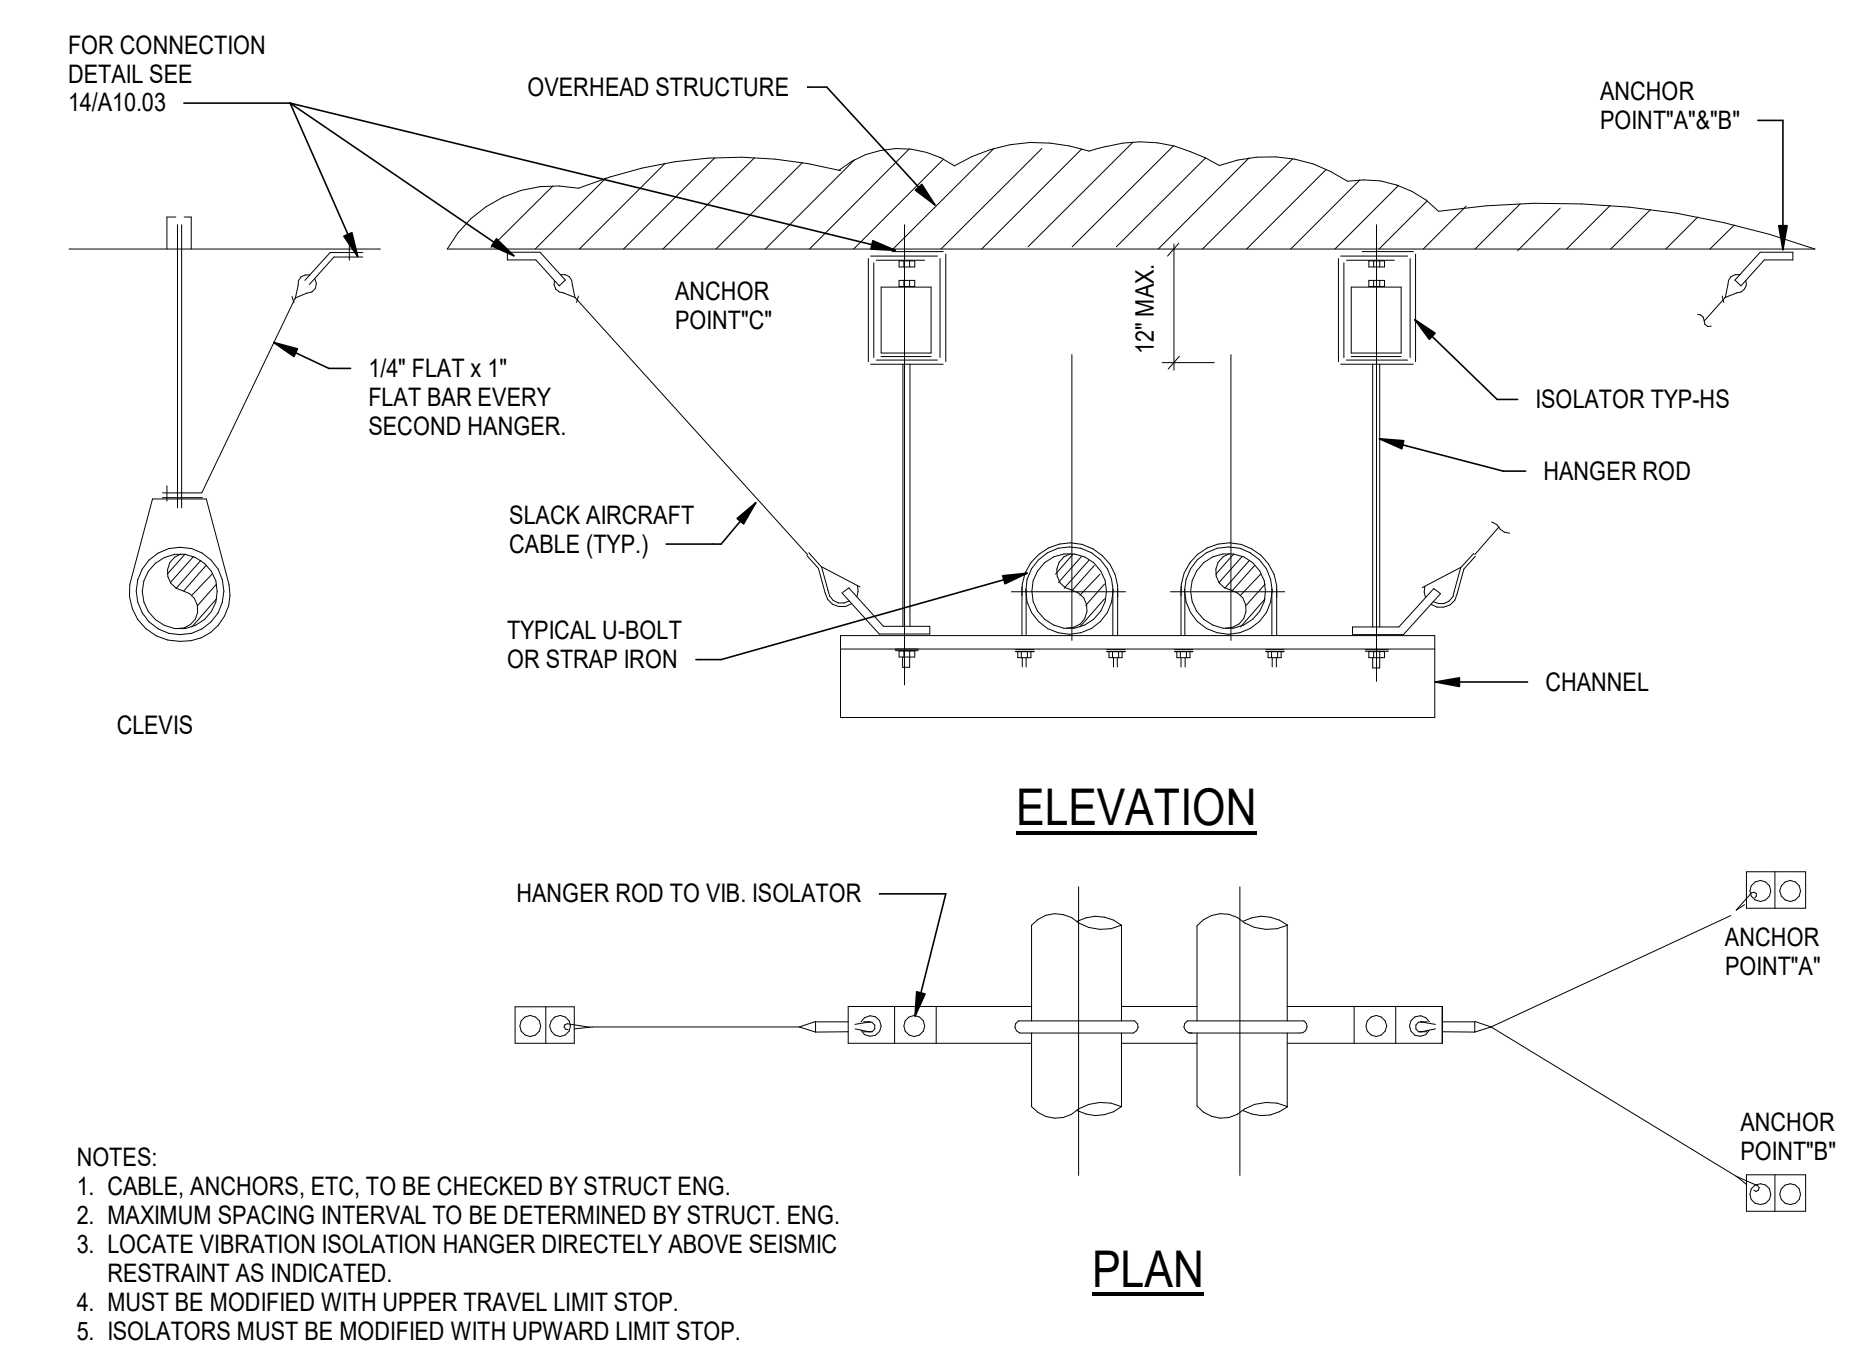 FOR CONNECTION
DETAIL SEE
14/A10.03
OVERHEAD STRUCTURE
ANCHOR
POINT"A"&"B"
ANCHOR
POINT"C"
12" MAX.
1/4" FLAT x 1"
FLAT BAR EVERY
SECOND HANGER.
ISOLATOR TYP-HS
HANGER ROD
SLACK AIRCRAFT
CABLE (TYP.)
TYPICAL U-BOLT
OR STRAP IRON
CHANNEL
CLEVIS
ELEVATION
HANGER ROD TO VIB. ISOLATOR
ANCHOR
POINT"A"
ANCHOR
POINT"B"
PLAN
NOTES:
1. CABLE, ANCHORS, ETC, TO BE CHECKED BY STRUCT ENG.
2. MAXIMUM SPACING INTERVAL TO BE DETERMINED BY STRUCT. ENG.
3. LOCATE VIBRATION ISOLATION HANGER DIRECTELY ABOVE SEISMIC
RESTRAINT AS INDICATED.
4. MUST BE MODIFIED WITH UPPER TRAVEL LIMIT STOP.
5. ISOLATORS MUST BE MODIFIED WITH UPWARD LIMIT STOP.